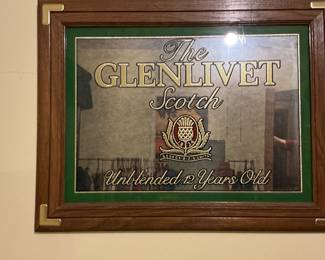 The
GLENLIVET
Scotch
Unblended 12 Years Old